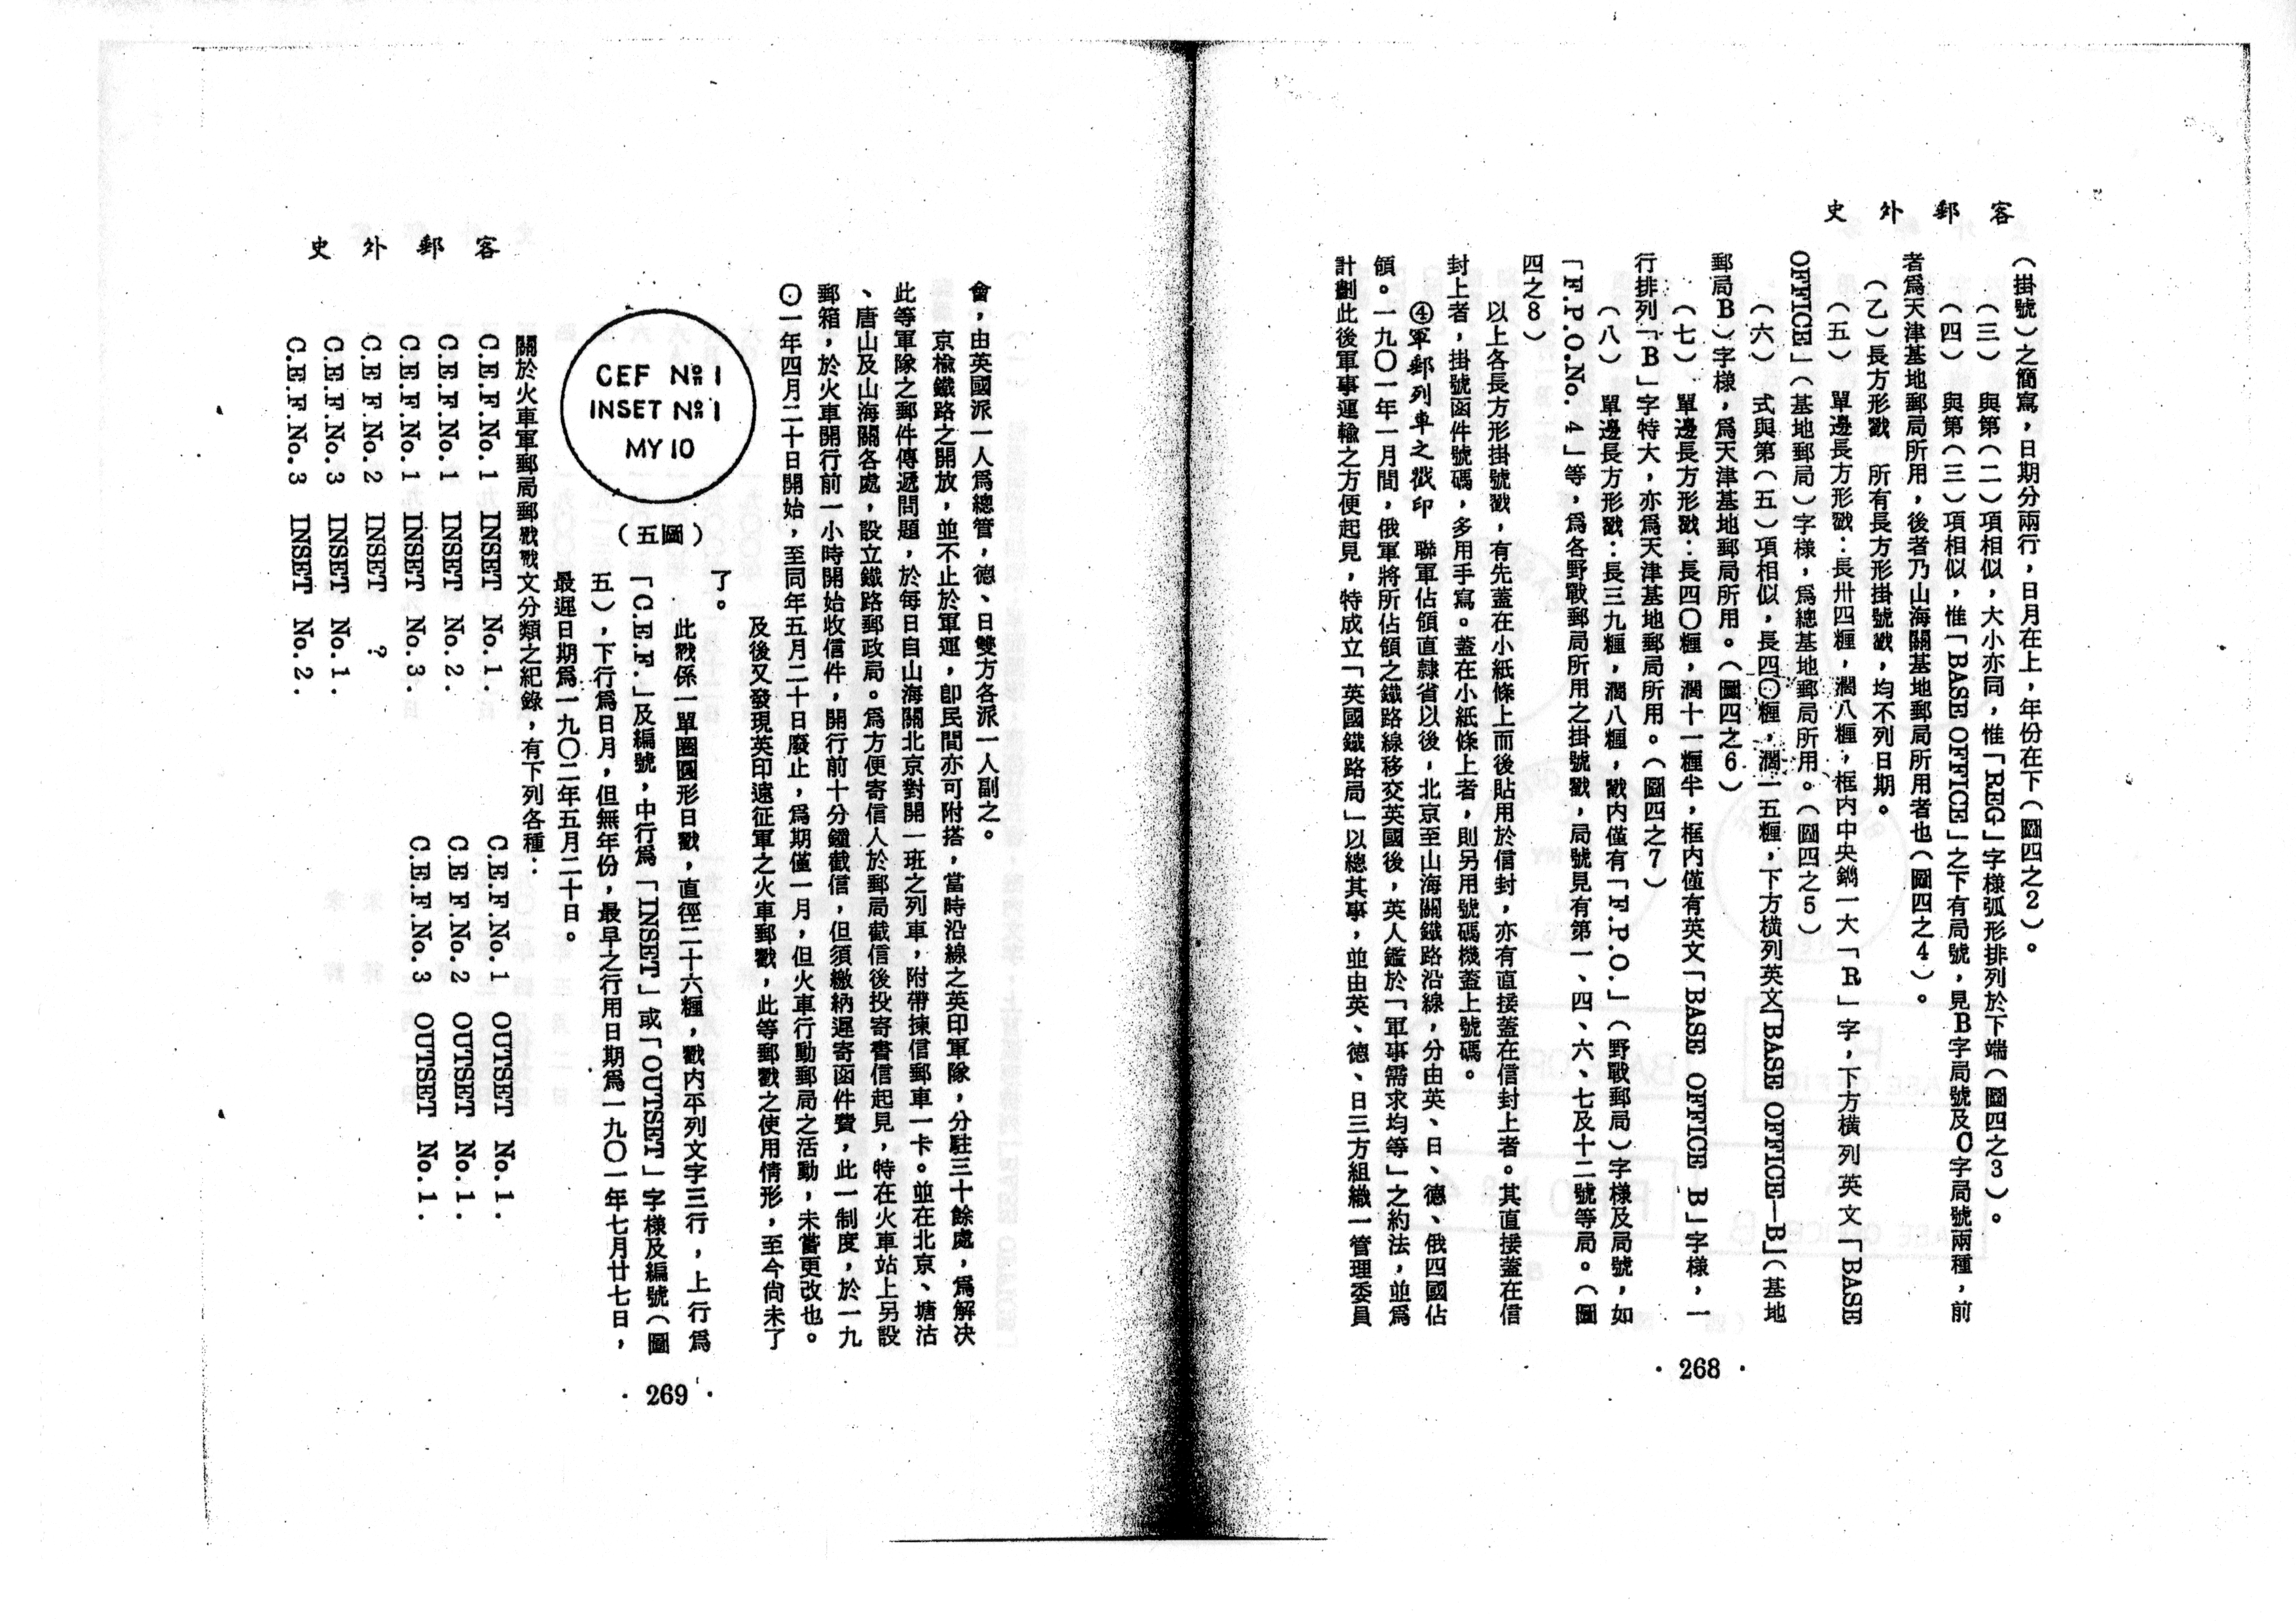 客郵外史
（掛號）之簡寫，日期分兩行，日月在上，年份在下（圖四之2）。
（三）　與第（二）項相似，大小亦同，惟「REG」字樣弧形排列於下端（圖四之3）。
（四）　與第（三）項相似，惟「BASE OFFICE」之下有局號，見B字局號及C字局號兩種，前
者爲天津基地郵局所用，後者乃山海關基地郵局所用者也（圖四之4）。
（乙）長方形戳　所有長方形掛號戳，均不列日期。
（五）　單邊長方形戳：長卅四糎，濶八糎，框内中央鐫一大「R」字，下方横列英文「BASE
OFFICE」（基地郵局）字樣，爲總基地郵局所用。（圖四之5）
（六）　式與第（五）項相似，長四〇糎，濶一五糎，下方横列英文「BASE OFFICE—B」（基地
郵局B）字樣，爲天津基地郵局所用。（圖四之6）
（七）　單邊長方形戳：長四〇糎，濶十一糎半，框内僅有英文「BASE OFFICE B」字樣，一
行排列「B」字特大，亦爲天津基地郵局所用。（圖四之7）
（八）　單邊長方形戳：長三九糎，濶八糎，戳内僅有「F.P.O.」（野戰郵局）字樣及局號，如
「F.P.O.No. 4」等，爲各野戰郵局所用之掛號戳，局號見有第一、四、六、七及十二號等局。（圖
四之8）
以上各長方形掛號戳，有先蓋在小紙條上而後貼用於信封，亦有直接蓋在信封上者。其直接蓋在信
封上者，掛號函件號碼，多用手寫。蓋在小紙條上者，則另用號碼機蓋上號碼。
④軍郵列車之戳印　聯軍佔領直隸省以後，北京至山海關鐵路沿線，分由英、日、德、俄四國佔
領。一九〇一年一月間，俄軍將所佔領之鐵路線移交英國後，英人鑑於「軍事需求均等」之約法，並爲
計劃此後軍事運輸之方便起見，特成立「英國鐵路局」以總其事，並由英、德、日三方組織一管理委員
· 268 ·
會，由英國派一人爲總管，德、日雙方各派一人副之。
京楡鐵路之開放，並不止於軍運，卽民間亦可附搭，當時沿線之英印軍隊，分駐三十餘處，爲解决
此等軍隊之郵件傳遞問題，於每日自山海關北京對開一班之列車，附帶揀信郵車一卡。並在北京、塘沽
、唐山及山海關各處，設立鐵路郵政局。爲方便寄信人於郵局截信後投寄書信起見，特在火車站上另設
郵箱，於火車開行前一小時開始收信件，開行前十分鐘截信，但須繳納遲寄函件費，此一制度，於一九
〇一年四月二十日開始，至同年五月二十日廢止，爲期僅一月，但火車行動郵局之活動，未嘗更改也。
及後又發現英印遠征軍之火車郵戳，此等郵戳之使用情形，至今尙未了
了。
CEF No 1
INSET No 1
MY 10
（圖五）
此戳係一單圈圓形日戳，直徑二十六糎，戳内平列文字三行，上行爲
「C.E.F.」及編號，中行爲「INSET」或「OUTSET」字樣及編號（圖
五），下行爲日月，但無年份，最早之行用日期爲一九〇一年七月廿七日，
最遲日期爲一九〇二年五月二十日。
關於火車軍郵局郵戳戳文分類之紀錄，有下列各種：
C.E.F.No. 1 INSET No. 1 .
C.E.F.No. 1 OUTSET No. 1 .
C.E.F.No. 1 INSET No. 2 .
C E F.No. 2 OUTSET No. 1 .
C.E.F.No. 1 INSET No. 3 .
C.E.F.No. 3 OUTSET No. 1 .
C.E F.No. 2 INSET ?
C.E.F.No. 3 INSET No. 1 .
C.E.F.No. 3 INSET No. 2 .
客郵外史
· 269 ·